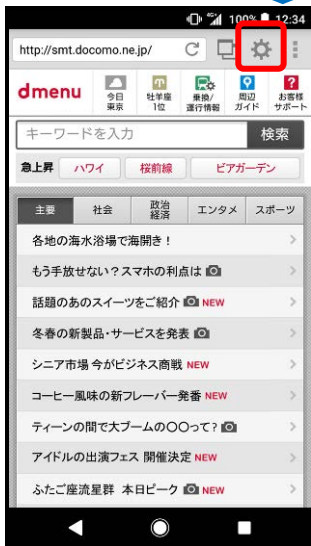 100% 12:34
http://smt.docomo.ne.jp/
dmenu 今日 東京 牡羊座 1位 乗換/ 運行情報 周辺 ガイド お客様 サポート
キーワードを入力 検索
急上昇 ハワイ 桜前線 ビアガーデン
主要 社会 政治 経済 エンタメ スポーツ
各地の海水浴場で海開き！
もう手放せない？スマホの利点は
話題のあのスイーツをご紹介 NEW
冬春の新製品・サービスを発表
シニア市場 今がビジネス商戦 NEW
コーヒー風味の新フレーバー発番 NEW
ティーンの間で大ブームの〇〇って？
アイドルの出演フェス 開催決定 NEW
ふたご座流星群 本日ピーク NEW